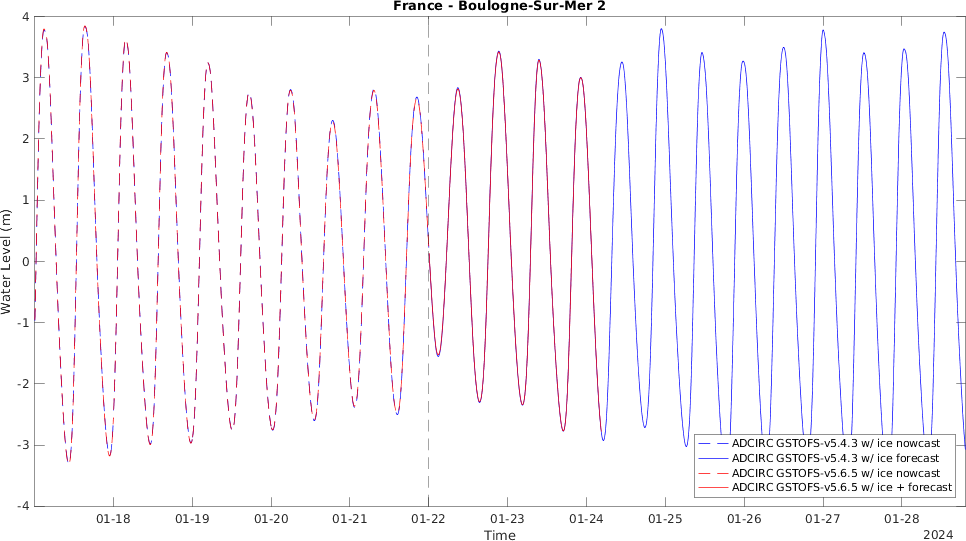 France - Boulogne-Sur-Mer 2
4
3
2
1
0
-1
-2
-3
-4
Water Level (m)
ADCIRC GSTOFS-v5.4.3 w/ ice nowcast
ADCIRC GSTOFS-v5.4.3 w/ ice forecast
ADCIRC GSTOFS-v5.6.5 w/ ice nowcast
ADCIRC GSTOFS-v5.6.5 w/ ice + forecast
01-18 01-19 01-20 01-21 01-22 01-23 01-24 01-25 01-26 01-27 01-28
Time
2024